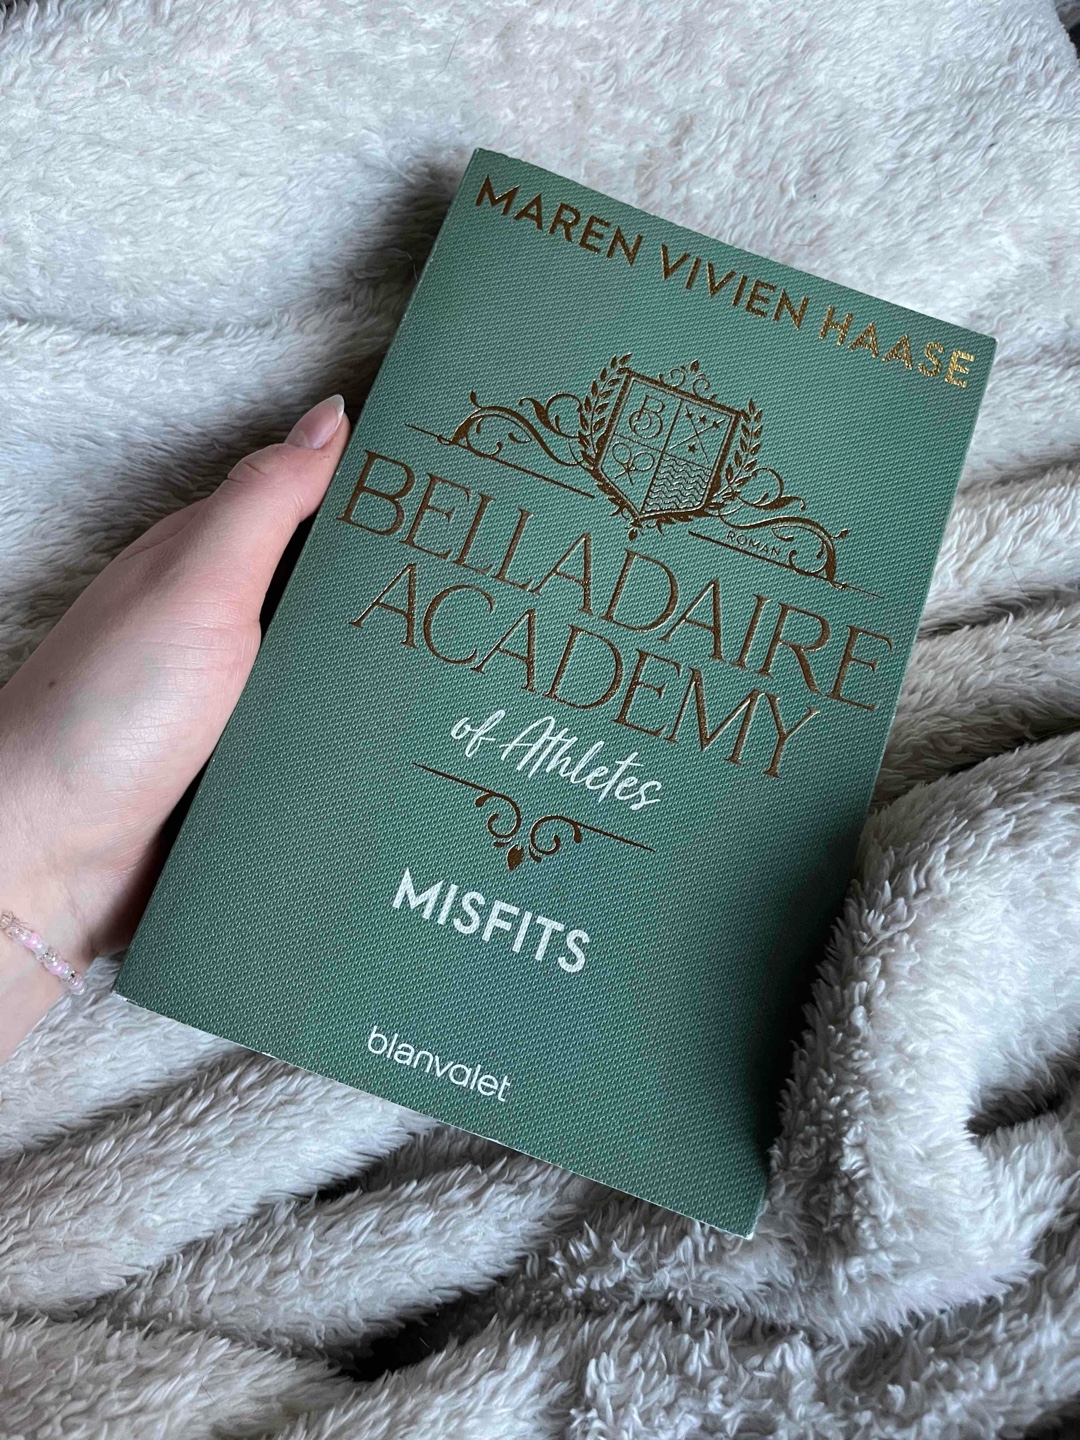 MAREN VIVIEN HAASE
B
ROMAN
BELLADAIRE
ACADEMY
of Athletes
MISFITS
blanvalet